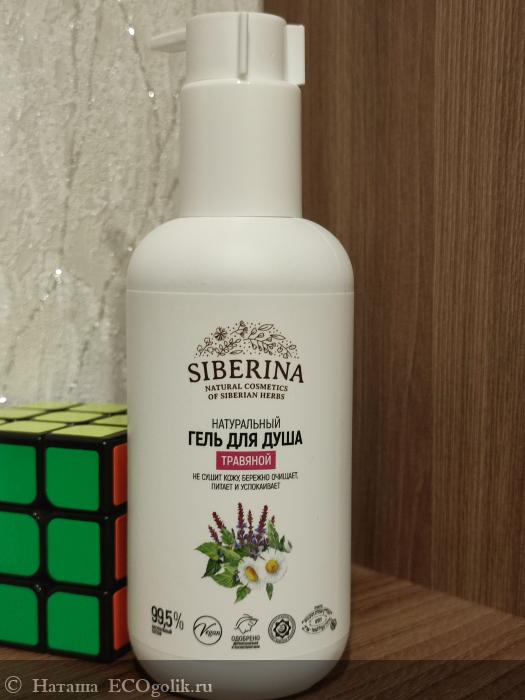 SIBERINA
NATURAL COSMETICS
OF SIBERIAN HERBS
НАТУРАЛЬНЫЙ
ГЕЛЬ ДЛЯ ДУША
ТРАВЯНОЙ
НЕ СУШИТ КОЖУ, БЕРЕЖНО ОЧИЩАЕТ,
ПИТАЕТ И УСПОКАИВАЕТ
99,5%
Vegan
ОДОБРЕНО
© Наташа ECOgolik.ru